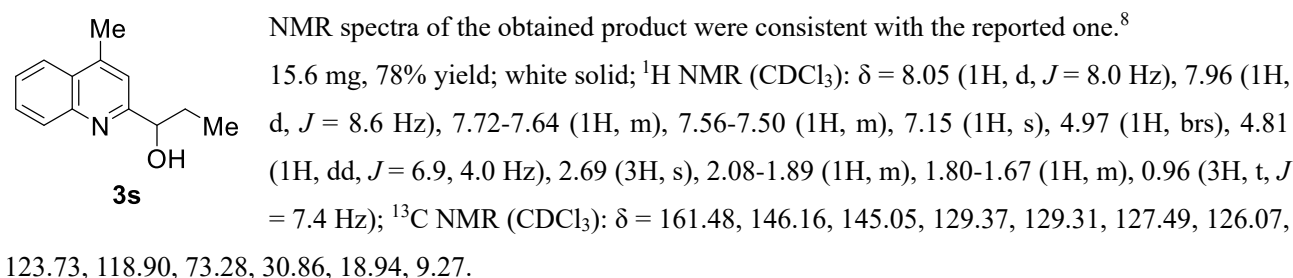 Me
N
Me
OH
3s
NMR spectra of the obtained product were consistent with the reported one.⁸
15.6 mg, 78% yield; white solid; ¹H NMR (CDCl₃): δ = 8.05 (1H, d, J = 8.0 Hz), 7.96 (1H,
d, J = 8.6 Hz), 7.72-7.64 (1H, m), 7.56-7.50 (1H, m), 7.15 (1H, s), 4.97 (1H, brs), 4.81
(1H, dd, J = 6.9, 4.0 Hz), 2.69 (3H, s), 2.08-1.89 (1H, m), 1.80-1.67 (1H, m), 0.96 (3H, t, J
= 7.4 Hz); ¹³C NMR (CDCl₃): δ = 161.48, 146.16, 145.05, 129.37, 129.31, 127.49, 126.07,
123.73, 118.90, 73.28, 30.86, 18.94, 9.27.